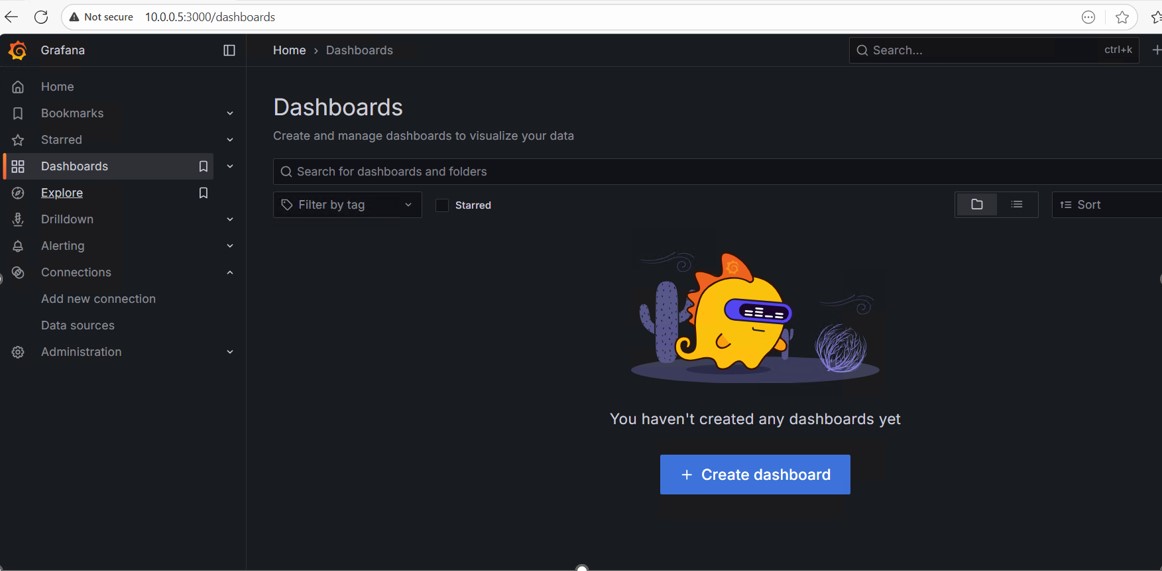 Not secure 10.0.0.5:3000/dashboards
Grafana
Home › Dashboards
Search... ctrl+k
Home
Bookmarks
Starred
Dashboards
Explore
Drilldown
Alerting
Connections
Add new connection
Data sources
Administration
Dashboards
Create and manage dashboards to visualize your data
Search for dashboards and folders
Filter by tag Starred Sort
You haven't created any dashboards yet
+ Create dashboard